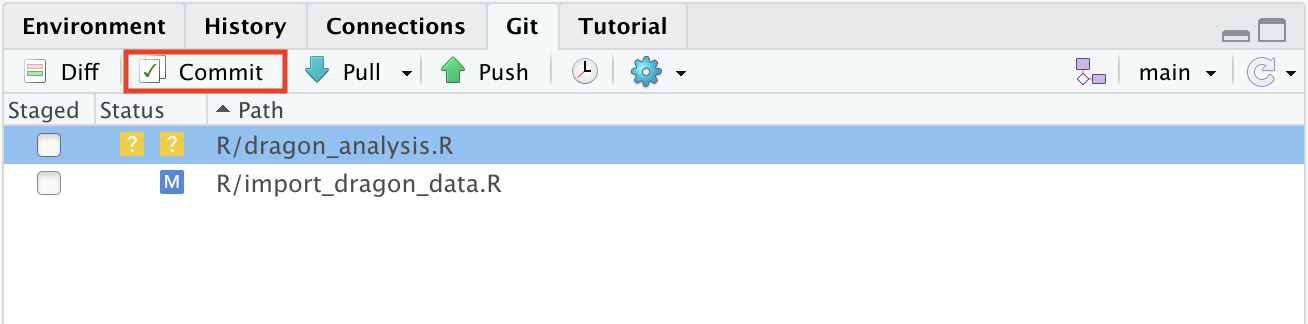 Environment History Connections Git Tutorial
Diff Commit Pull Push main
Staged Status Path
? ? R/dragon_analysis.R
M R/import_dragon_data.R